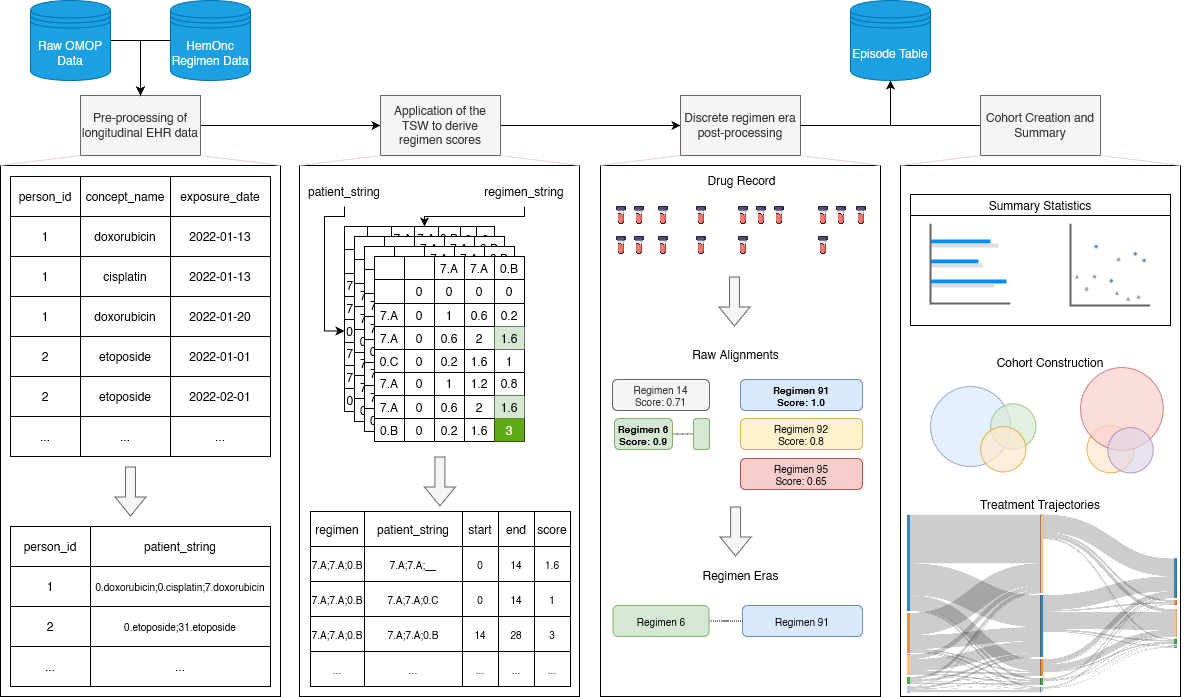 Raw OMOP
Data
HemOnc
Regimen Data
Episode Table
Pre-processing of
longitudinal EHR data
Application of the
TSW to derive
regimen scores
Discrete regimen era
post-processing
Cohort Creation and
Summary
person_id concept_name exposure_date
1 doxorubicin 2022-01-13
1 cisplatin 2022-01-13
1 doxorubicin 2022-01-20
2 etoposide 2022-01-01
2 etoposide 2022-02-01
... ... ...
person_id patient_string
1 0.doxorubicin;0.cisplatin;7.doxorubicin
2 0.etoposide;31.etoposide
... ...
patient_string regimen_string
7.A 7.A 0.B
0 0 0 0
7.A 0 1 0.6 0.2
7.A 0 0.6 2 1.6
0.C 0 0.2 1.6 1
7.A 0 1 1.2 0.8
7.A 0 0.6 2 1.6
0.B 0 0.2 1.6 3
regimen patient_string start end score
7.A;7.A;0.B 7.A;7.A;__ 0 14 1.6
7.A;7.A;0.B 7.A;7.A;0.C 0 14 1
7.A;7.A;0.B 7.A;7.A;0.B 14 28 3
... ... ... ... ...
Drug Record
Raw Alignments
Regimen 14
Score: 0.71
Regimen 91
Score: 1.0
Regimen 6
Score: 0.9
Regimen 92
Score: 0.8
Regimen 95
Score: 0.65
Regimen Eras
Regimen 6
Regimen 91
Summary Statistics
Cohort Construction
Treatment Trajectories